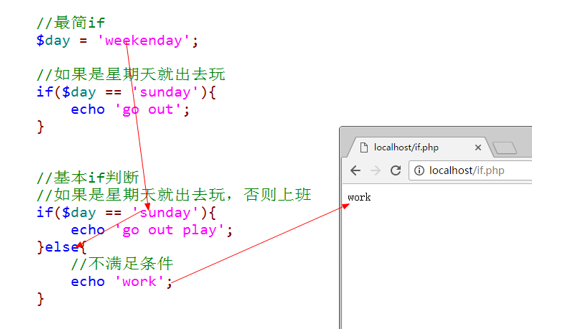 //最简if
$day = 'weekenday';
//如果是星期天就出去玩
if($day == 'sunday'){
echo 'go out';
}
//基本if判断
//如果是星期天就出去玩，否则上班
if($day == 'sunday'){
echo 'go out play';
}else{
//不满足条件
echo 'work';
}
localhost/if.php
localhost/if.php
work